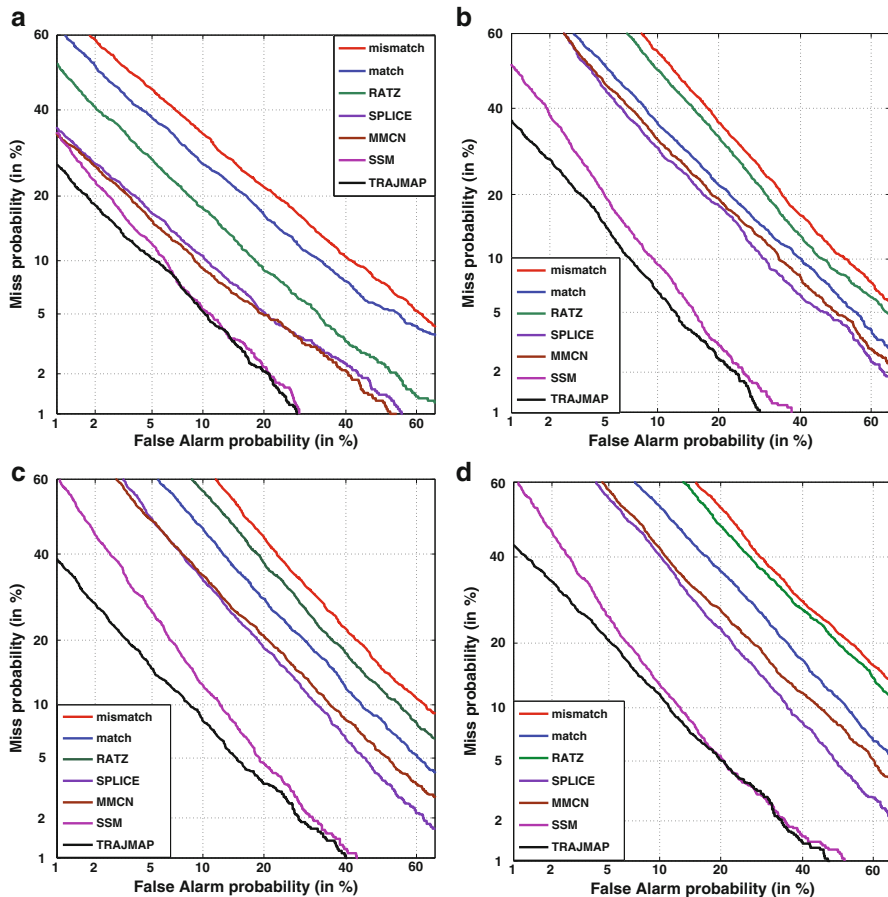 a
60
40
20
10
5
2
1
1 2 5 10 20 40 60
Miss probability (in %)
False Alarm probability (in %)
mismatch
match
RATZ
SPLICE
MMCN
SSM
TRAJMAP
b
60
40
20
10
5
2
1
1 2 5 10 20 40 60
Miss probability (in %)
False Alarm probability (in %)
mismatch
match
RATZ
SPLICE
MMCN
SSM
TRAJMAP
c
60
40
20
10
5
2
1
1 2 5 10 20 40 60
Miss probability (in %)
False Alarm probability (in %)
mismatch
match
RATZ
SPLICE
MMCN
SSM
TRAJMAP
d
60
40
20
10
5
2
1
1 2 5 10 20 40 60
Miss probability (in %)
False Alarm probability (in %)
mismatch
match
RATZ
SPLICE
MMCN
SSM
TRAJMAP